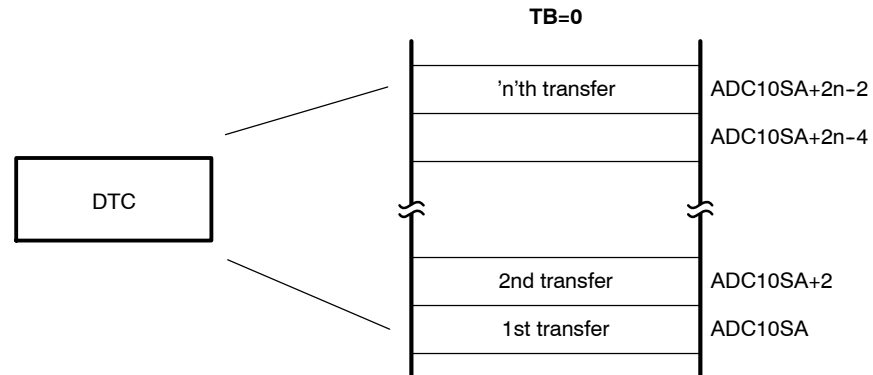 TB=0
'n'th transfer
ADC10SA+2n-2
ADC10SA+2n-4
DTC
2nd transfer
ADC10SA+2
1st transfer
ADC10SA